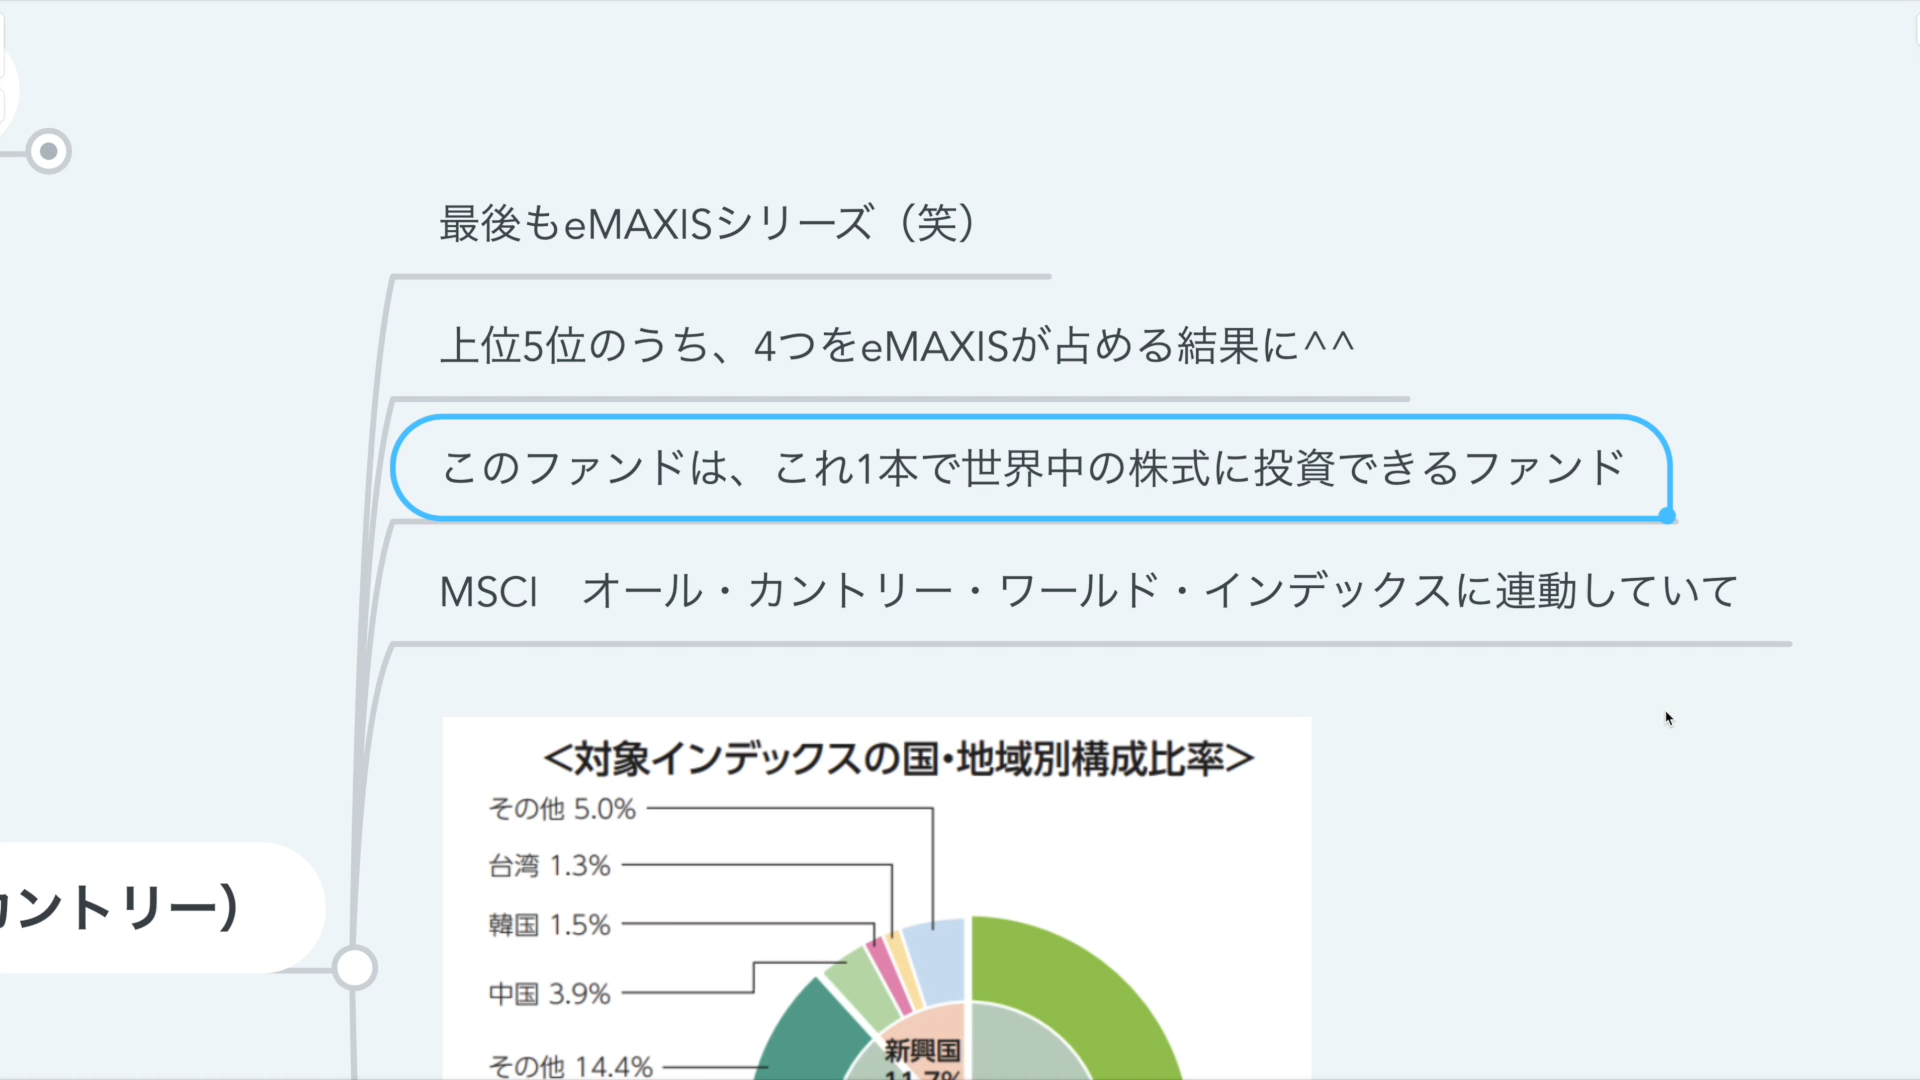 最後もeMAXISシリーズ（笑）
上位5位のうち、4つをeMAXISが占める結果に^^
このファンドは、これ1本で世界中の株式に投資できるファンド
MSCI　オール・カントリー・ワールド・インデックスに連動していて
＜対象インデックスの国・地域別構成比率＞
その他 5.0%
台湾 1.3%
韓国 1.5%
中国 3.9%
その他 14.4%
新興国
11.7%
カントリー）